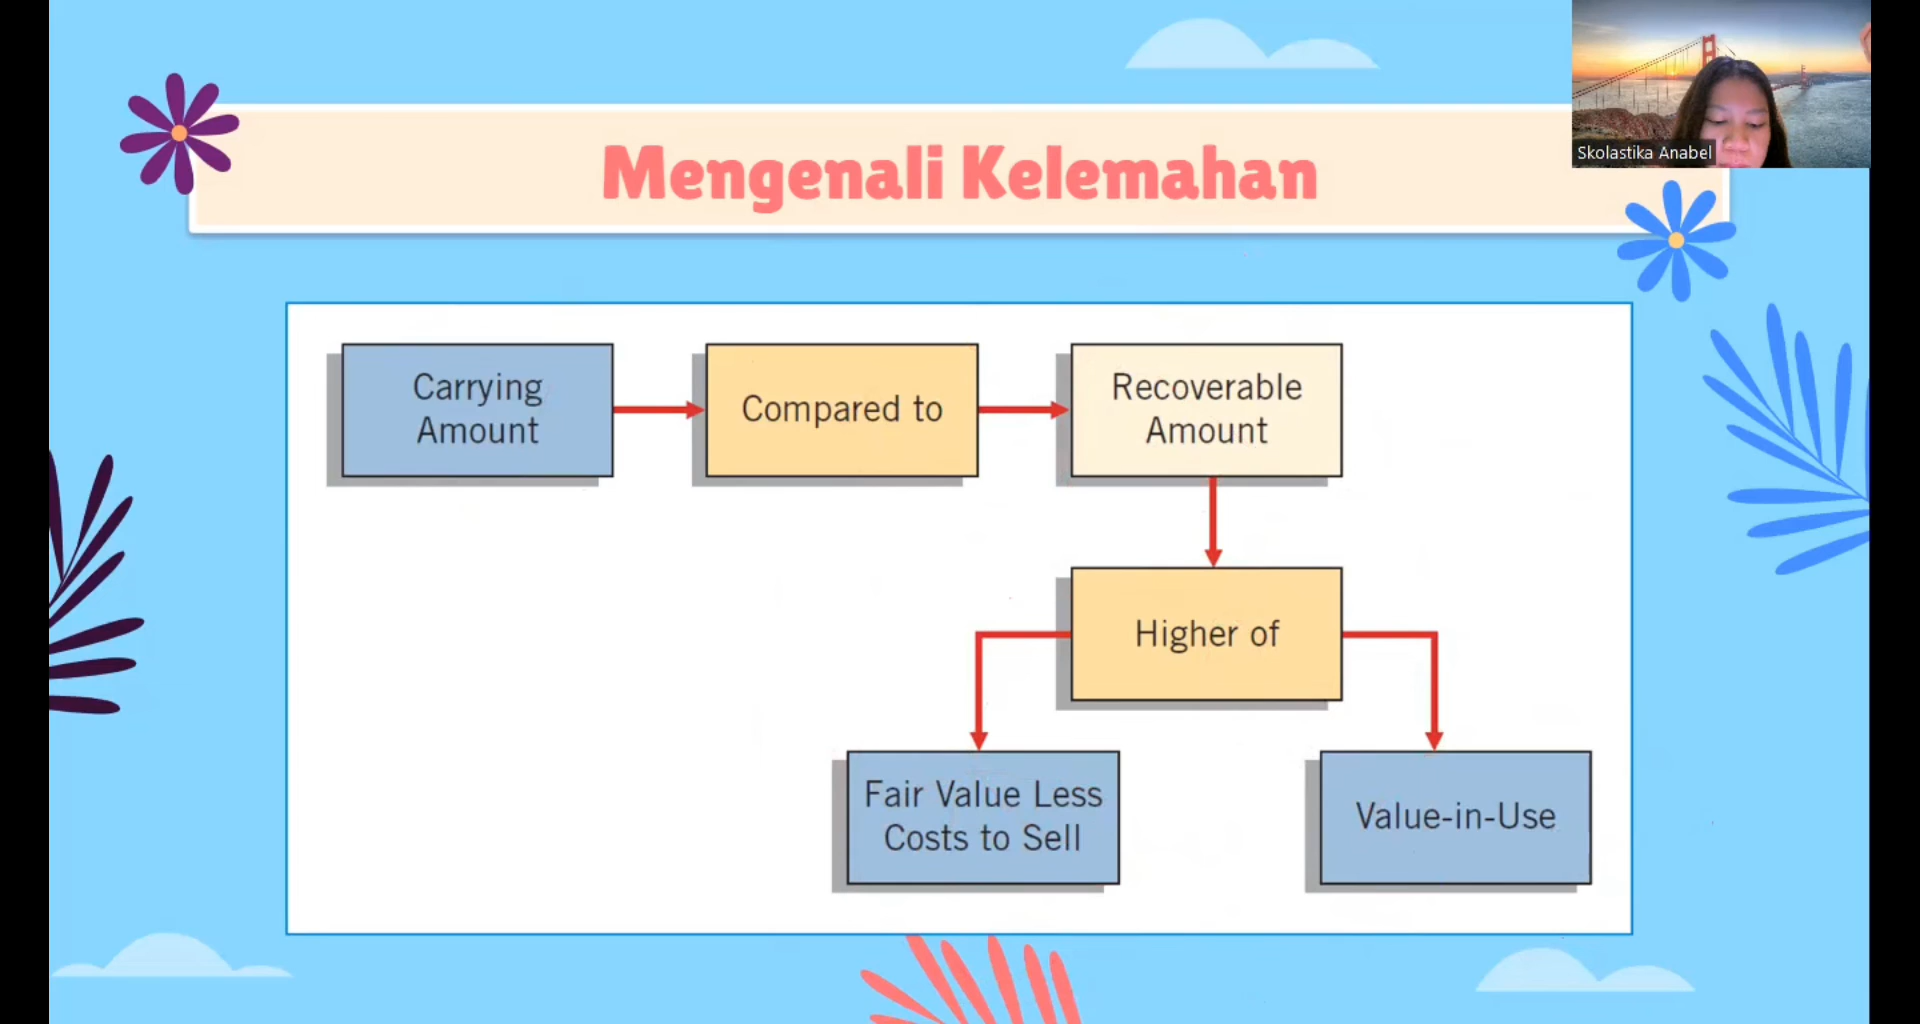 Mengenali Kelemahan
Skolastika Anabel
Carrying
Amount
Compared to
Recoverable
Amount
Higher of
Fair Value Less
Costs to Sell
Value-in-Use